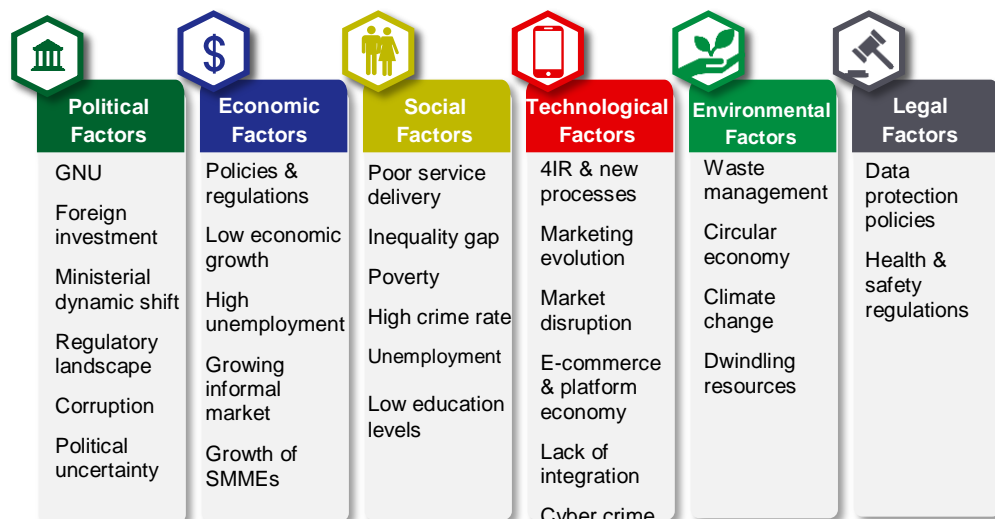 Political
Factors
GNU
Foreign
investment
Ministerial
dynamic shift
Regulatory
landscape
Corruption
Political
uncertainty
Economic
Factors
Policies &
regulations
Low economic
growth
High
unemployment
Growing
informal
market
Growth of
SMMEs
Social
Factors
Poor service
delivery
Inequality gap
Poverty
High crime rate
Unemployment
Low education
levels
Technological
Factors
4IR & new
processes
Marketing
evolution
Market
disruption
E-commerce
& platform
economy
Lack of
integration
Cyber crime
Environmental
Factors
Waste
management
Circular
economy
Climate
change
Dwindling
resources
Legal
Factors
Data
protection
policies
Health &
safety
regulations